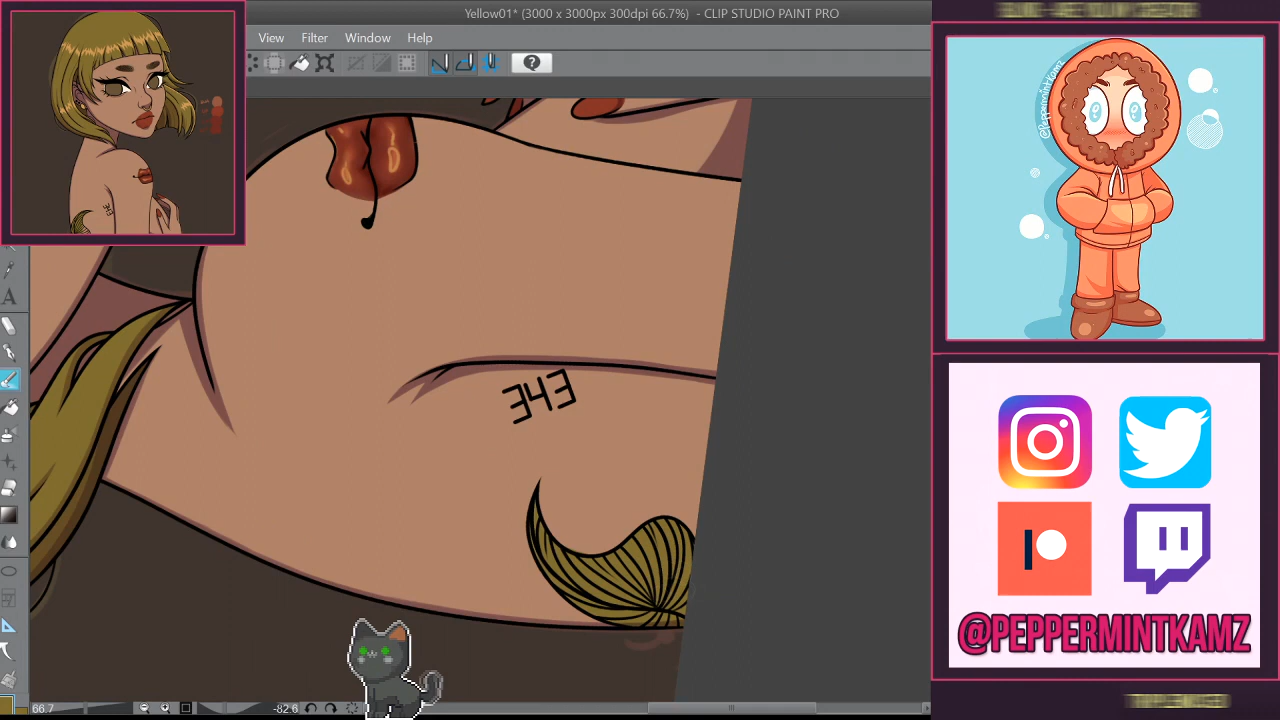 Yellow01* (3000 x 3000px 300dpi 66.7%) - CLIP STUDIO PAINT PRO
View Filter Window Help
@Peppermintkamz
A
343
@PEPPERMINTKAMZ
66.7
-82.6